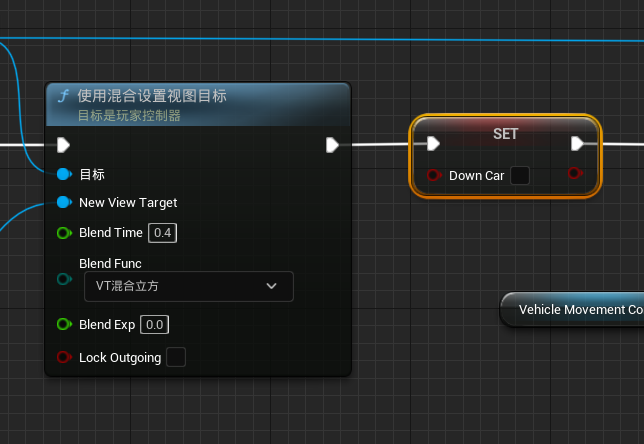 f 使用混合设置视图目标
目标是玩家控制器
SET
目标
Down Car
New View Target
Blend Time 0.4
Blend Func
VT混合立方
Vehicle Movement Co
Blend Exp 0.0
Lock Outgoing